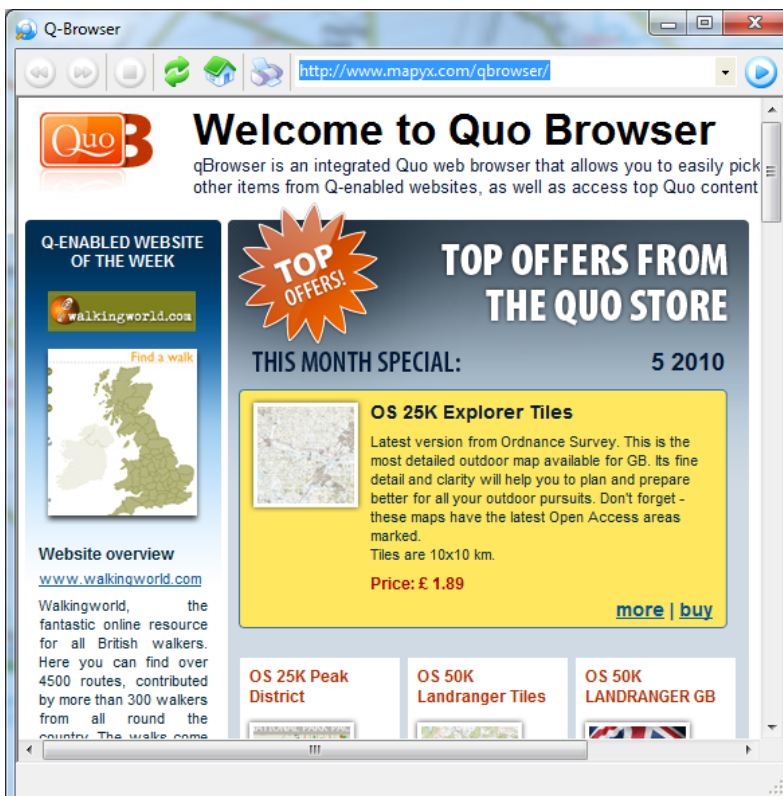 Q-Browser
http://www.mapyx.com/qbrowser/
Quo
B
Welcome to Quo Browser
qBrowser is an integrated Quo web browser that allows you to easily pick
other items from Q-enabled websites, as well as access top Quo content
Q-ENABLED WEBSITE
OF THE WEEK
walkingworld.com
Find a walk
Website overview
www.walkingworld.com
Walkingworld, the
fantastic online resource
for all British walkers.
Here you can find over
4500 routes, contributed
by more than 300 walkers
from all round the
country. The walks come
TOP
OFFERS!
TOP OFFERS FROM
THE QUO STORE
THIS MONTH SPECIAL: 5 2010
OS 25K Explorer Tiles
Latest version from Ordnance Survey. This is the
most detailed outdoor map available for GB. Its fine
detail and clarity will help you to plan and prepare
better for all your outdoor pursuits. Don't forget -
these maps have the latest Open Access areas
marked.
Tiles are 10x10 km.
Price: £ 1.89
more | buy
OS 25K Peak
District
NATIONAL PARK
OS 50K
Landranger Tiles
OS 50K
LANDRANGER GB